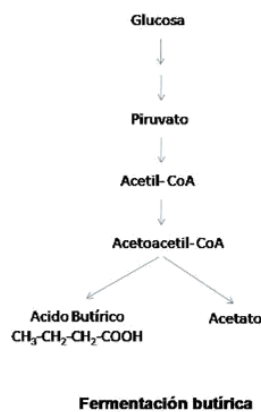 Glucosa
Piruvato
Acetil-CoA
Acetoacetil-CoA
Acido Butírico
CH₃-CH₂-CH₂-COOH
Acetato
Fermentación butírica